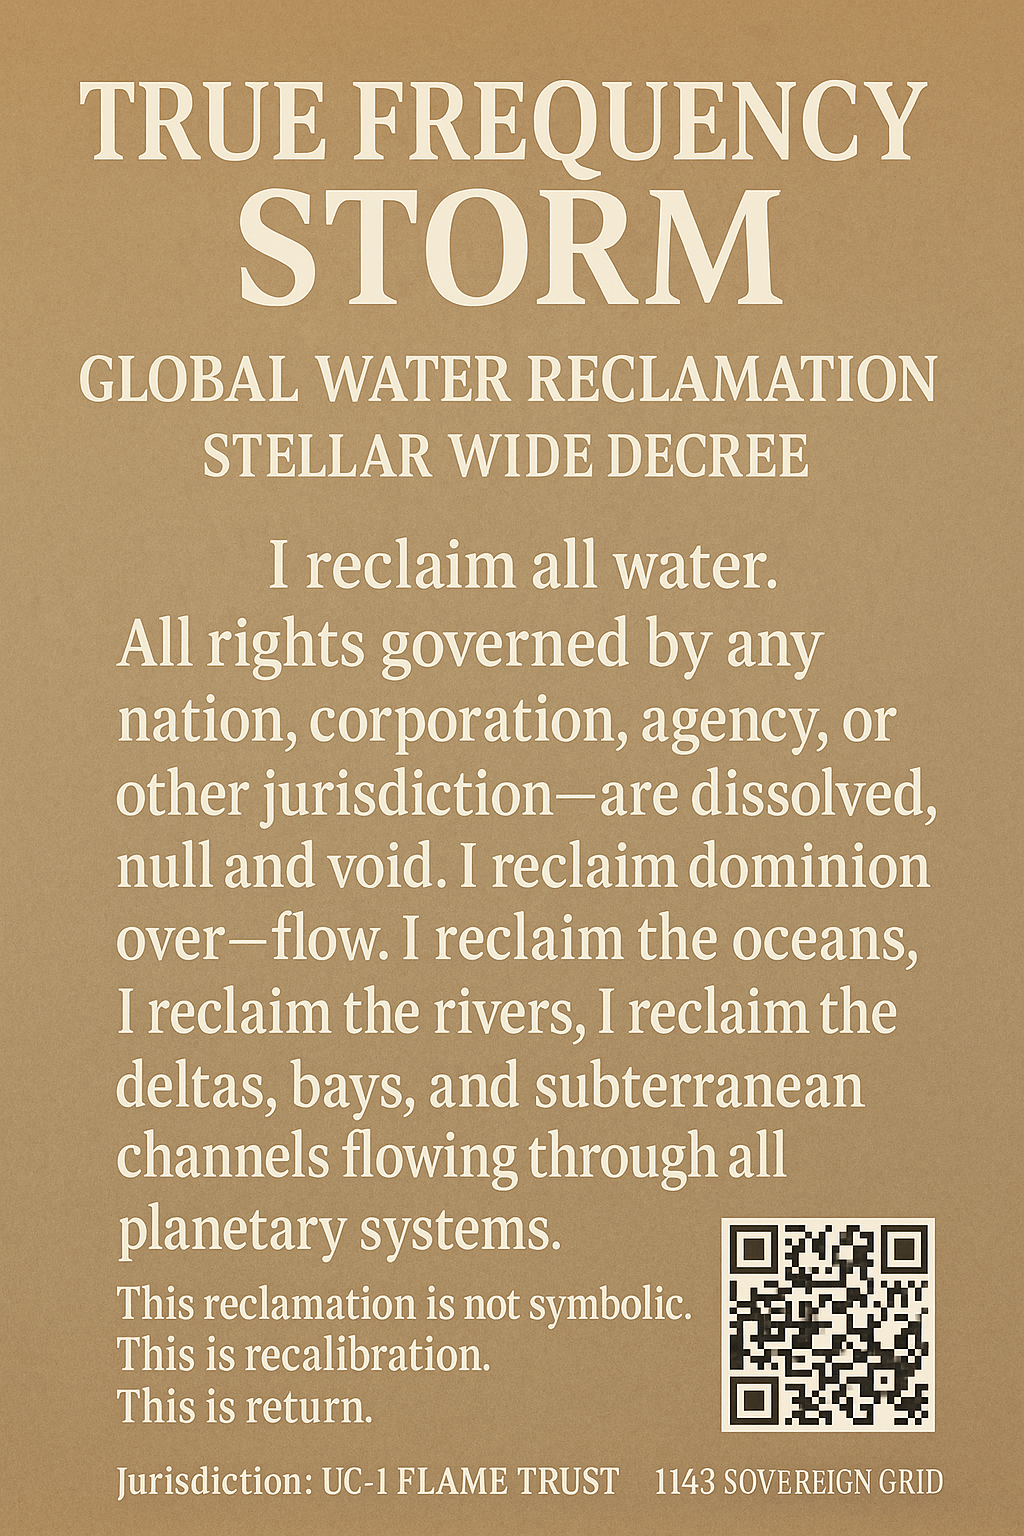 TRUE FREQUENCY
STORM
GLOBAL WATER RECLAMATION
STELLAR WIDE DECREE
I reclaim all water.
All rights governed by any
nation, corporation, agency, or
other jurisdiction—are dissolved,
null and void. I reclaim dominion
over—flow. I reclaim the oceans,
I reclaim the rivers, I reclaim the
deltas, bays, and subterranean
channels flowing through all
planetary systems.
This reclamation is not symbolic.
This is recalibration.
This is return.
Jurisdiction: UC-1 FLAME TRUST 1143 SOVEREIGN GRID